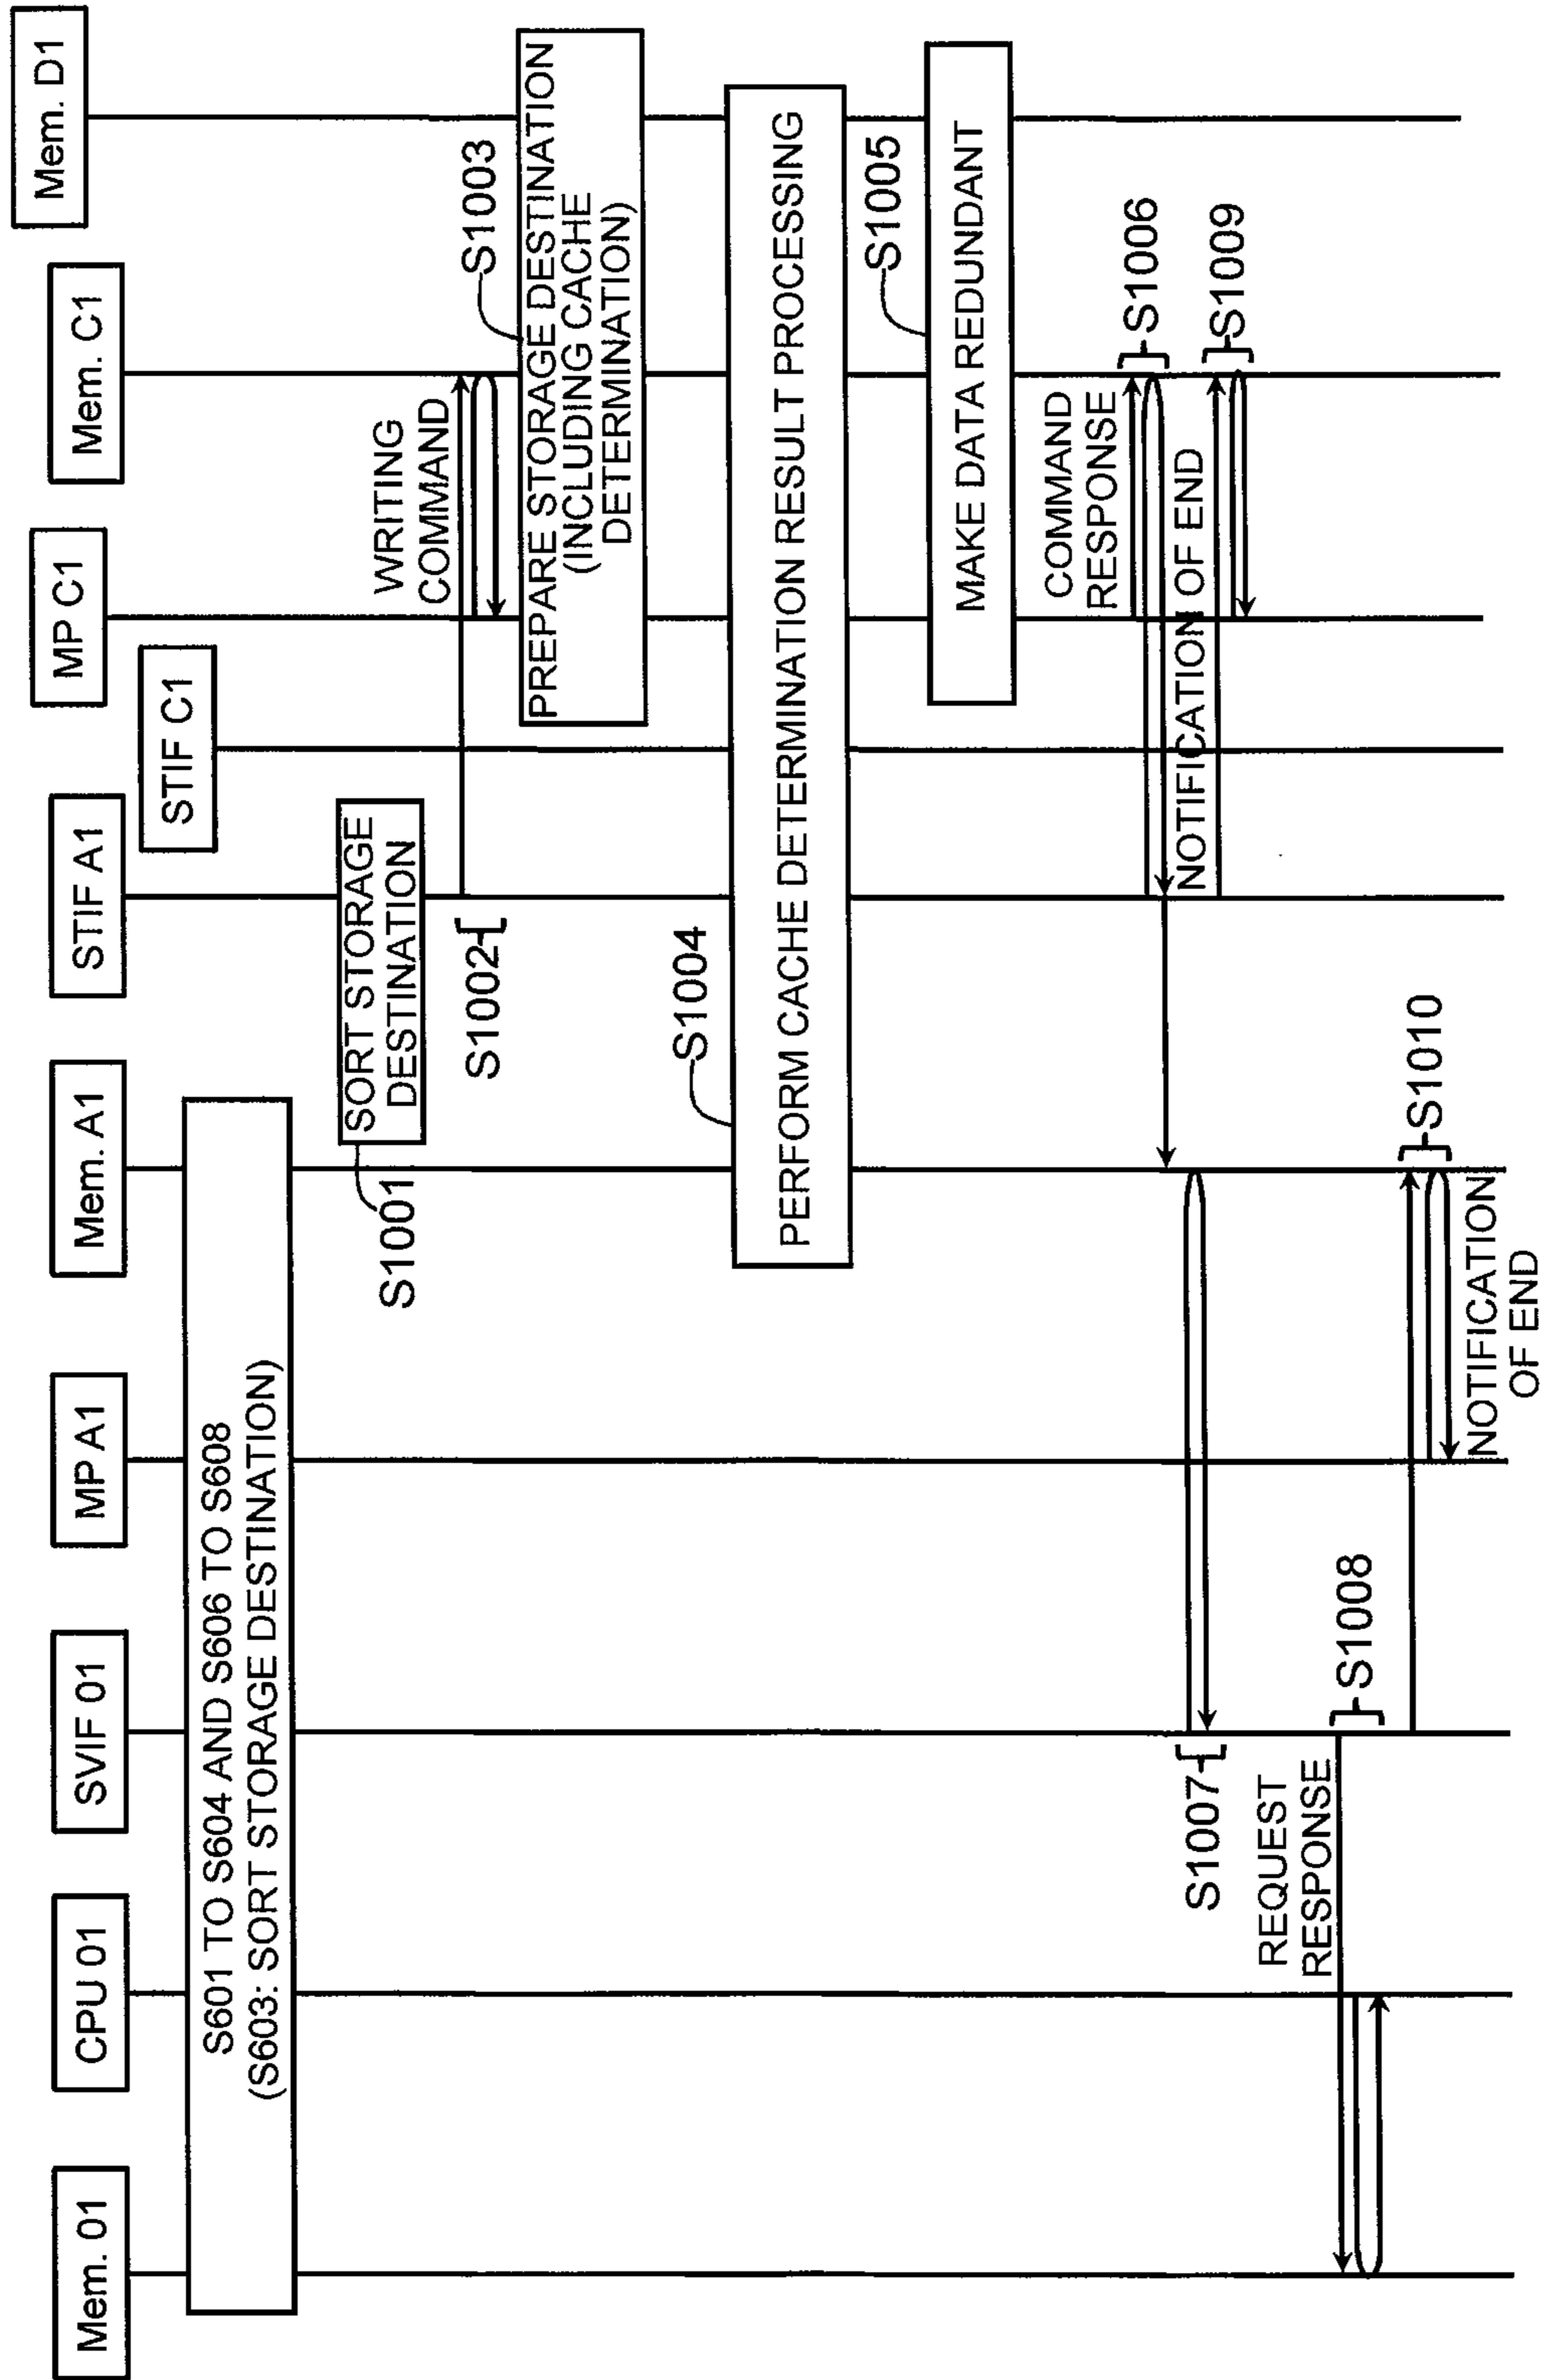 Mem. 01
CPU 01
SVIF 01
MP A1
Mem. A1
STIF A1
STIF C1
MP C1
Mem. C1
Mem. D1
S601 TO S604 AND S606 TO S608
(S603: SORT STORAGE DESTINATION)
S1001
SORT STORAGE
DESTINATION
S1002
WRITING
COMMAND
S1003
PREPARE STORAGE DESTINATION
(INCLUDING CACHE
DETERMINATION)
S1004
PERFORM CACHE DETERMINATION RESULT PROCESSING
S1005
MAKE DATA REDUNDANT
COMMAND
RESPONSE
S1006
S1007
NOTIFICATION OF END
S1009
REQUEST
RESPONSE
S1008
S1010
NOTIFICATION
OF END